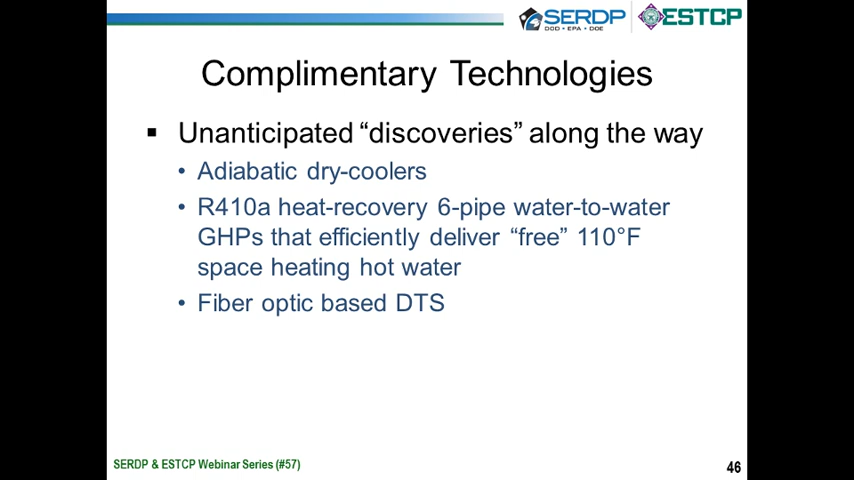 SERDP
DOD • EPA • DOE
ESTCP
Complimentary Technologies
▪ Unanticipated “discoveries” along the way
• Adiabatic dry-coolers
• R410a heat-recovery 6-pipe water-to-water
GHPs that efficiently deliver “free” 110°F
space heating hot water
• Fiber optic based DTS
SERDP & ESTCP Webinar Series (#57)
46